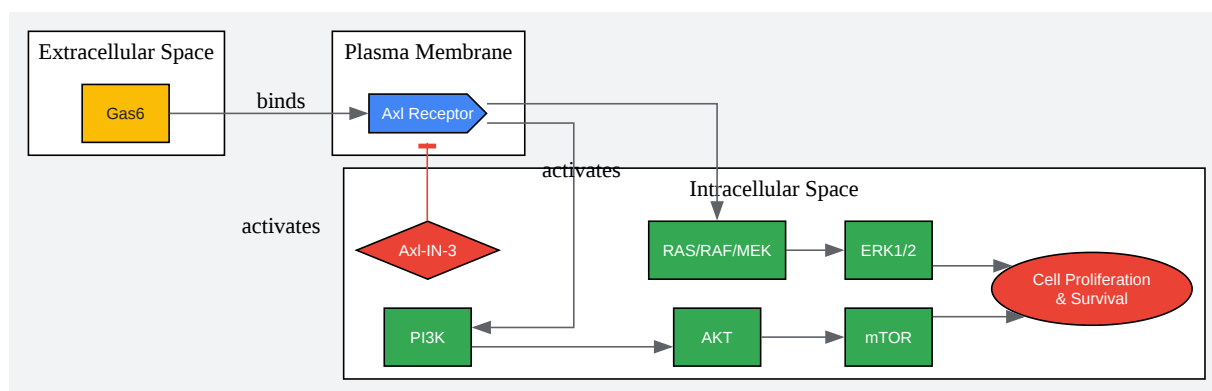 Extracellular Space
Plasma Membrane
Gas6
binds
Axl Receptor
activates
Intracellular Space
activates
Axl-IN-3
RAS/RAF/MEK
ERK1/2
Cell Proliferation
& Survival
PI3K
AKT
mTOR